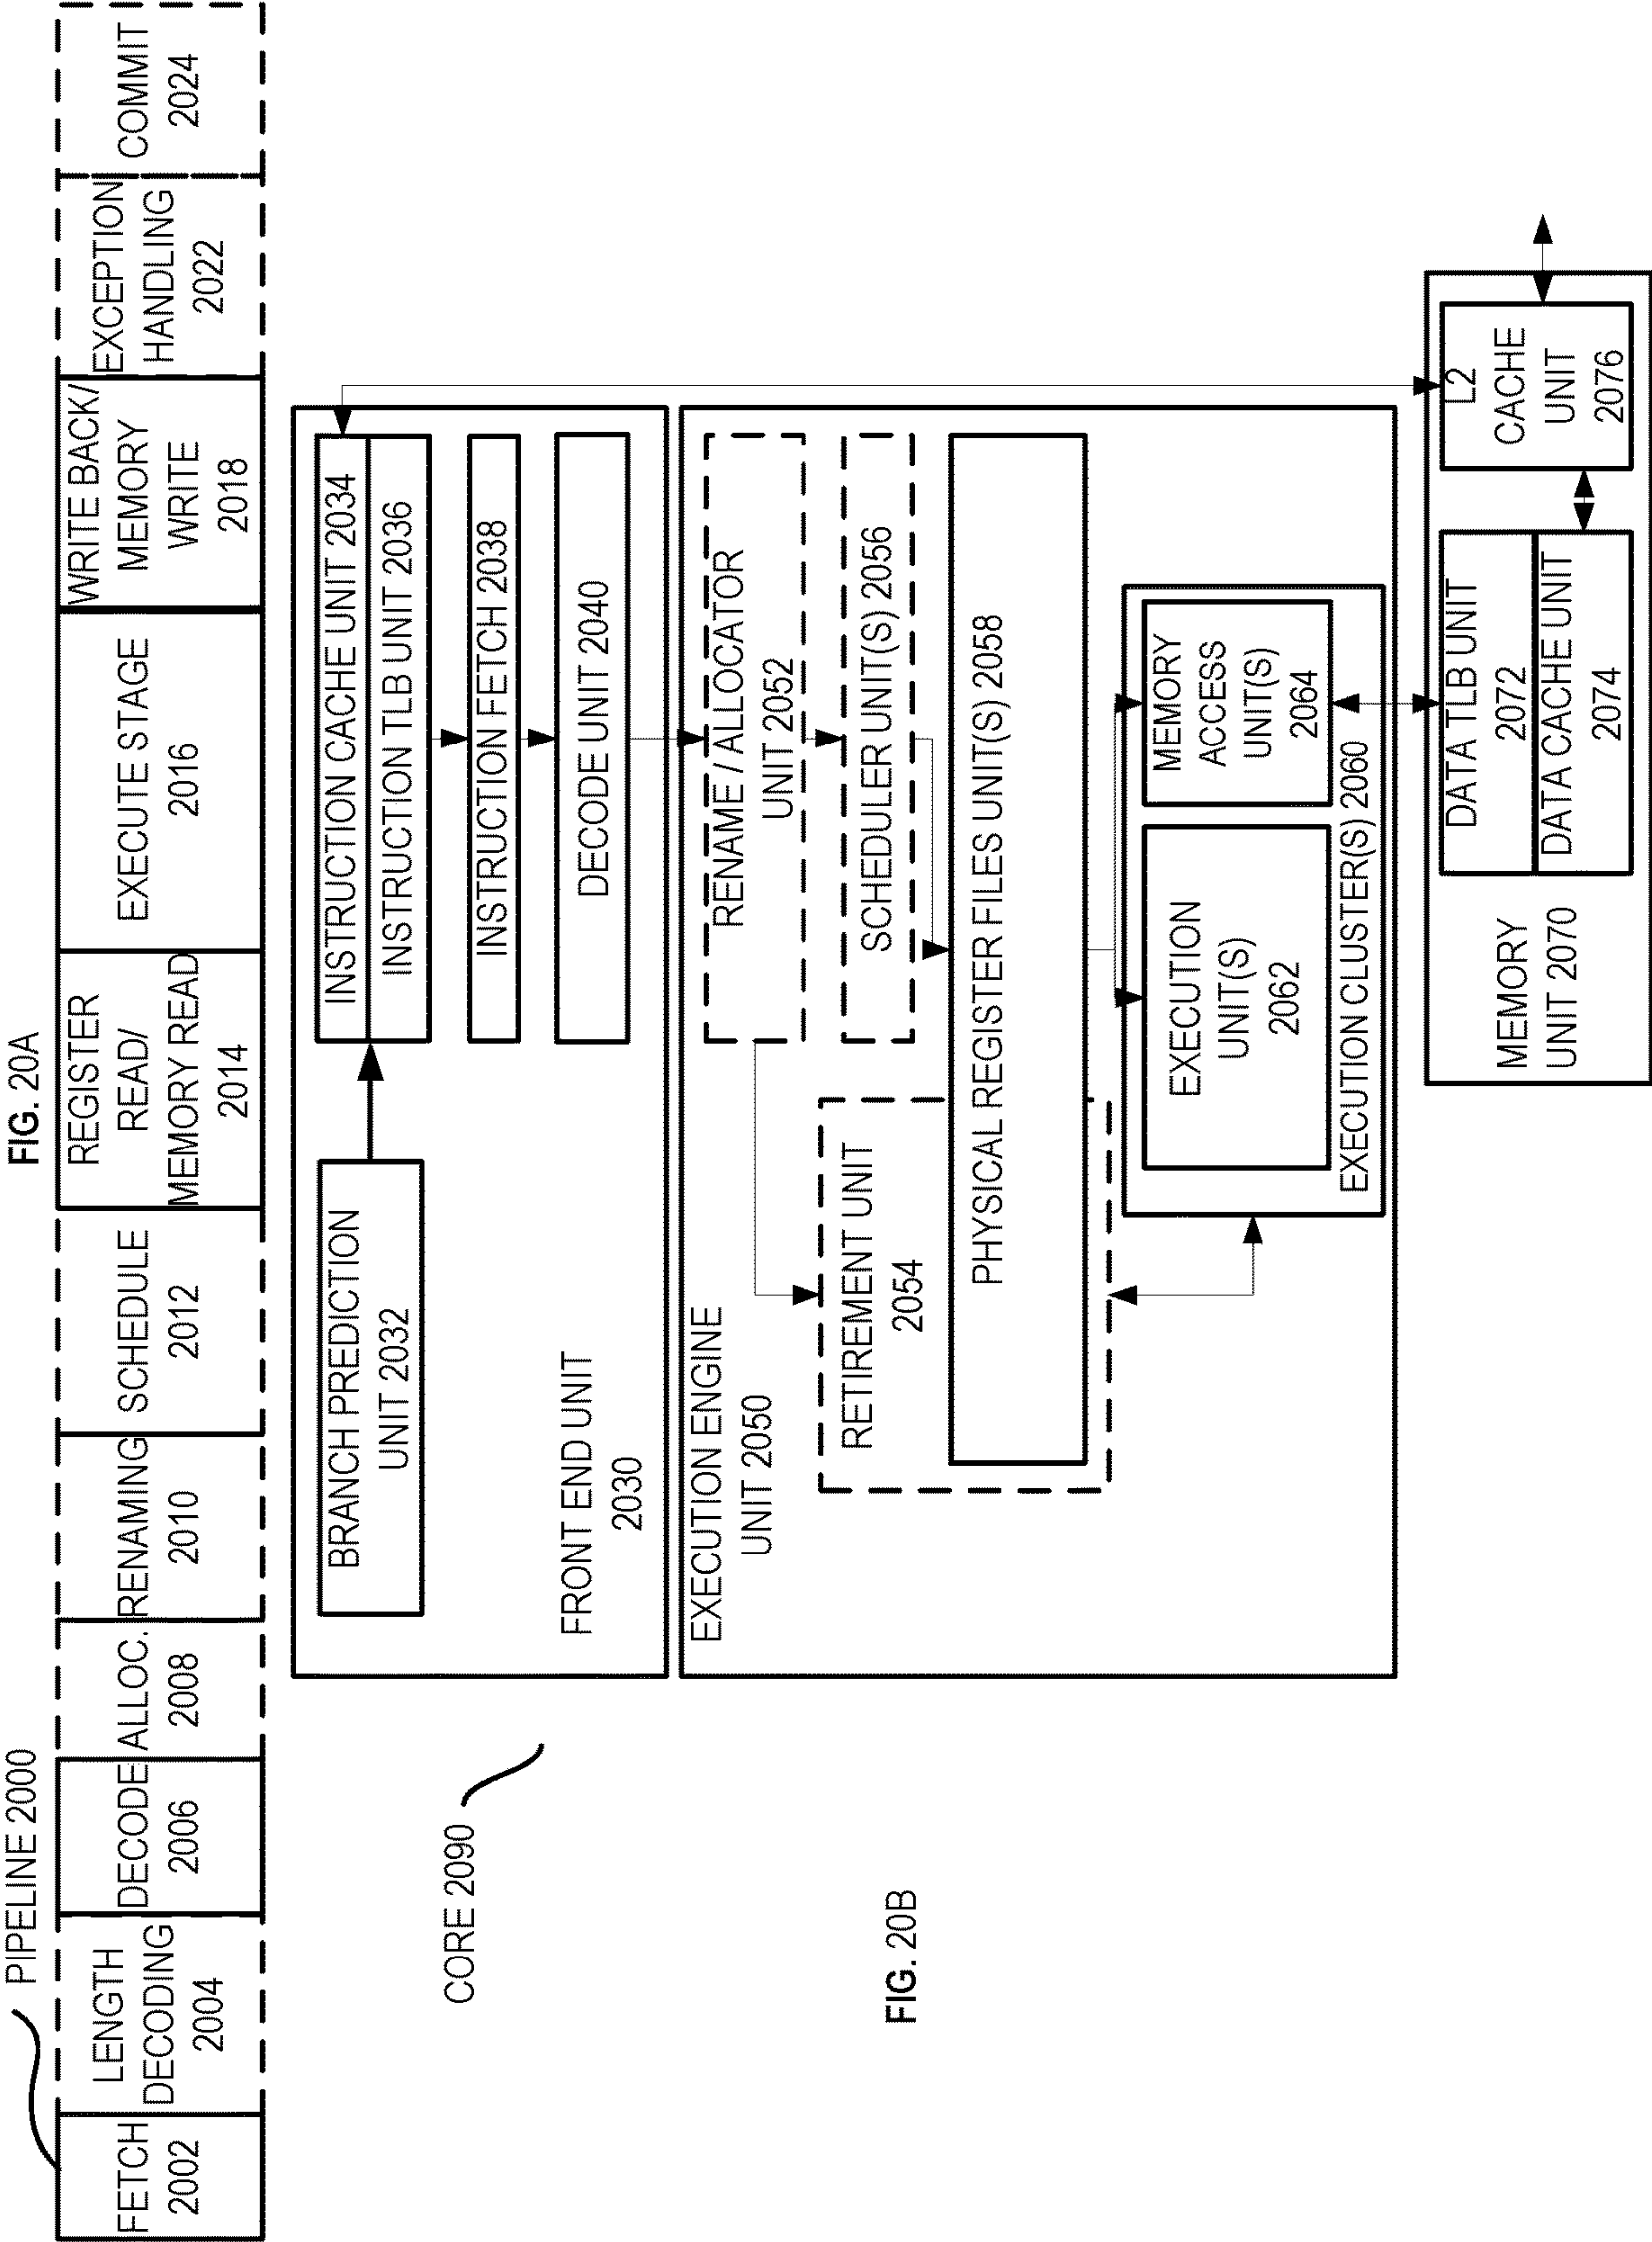 FIG. 20A
PIPELINE 2000
FETCH
2002
LENGTH
DECODING
2004
DECODE
2006
ALLOC.
2008
RENAMING
2010
SCHEDULE
2012
REGISTER
READ/
MEMORY READ
2014
EXECUTE STAGE
2016
WRITE BACK/
MEMORY
WRITE
2018
EXCEPTION
HANDLING
2022
COMMIT
2024
CORE 2090
FRONT END UNIT
2030
BRANCH PREDICTION
UNIT 2032
INSTRUCTION CACHE UNIT 2034
INSTRUCTION TLB UNIT 2036
INSTRUCTION FETCH 2038
DECODE UNIT 2040
EXECUTION ENGINE
UNIT 2050
RENAME / ALLOCATOR
UNIT 2052
RETIREMENT UNIT
2054
SCHEDULER UNIT(S) 2056
PHYSICAL REGISTER FILES UNIT(S) 2058
EXECUTION
UNIT(S)
2062
MEMORY
ACCESS
UNIT(S)
2064
EXECUTION CLUSTER(S) 2060
MEMORY
UNIT 2070
DATA TLB UNIT
2072
DATA CACHE UNIT
2074
L2
CACHE
UNIT
2076
FIG. 20B